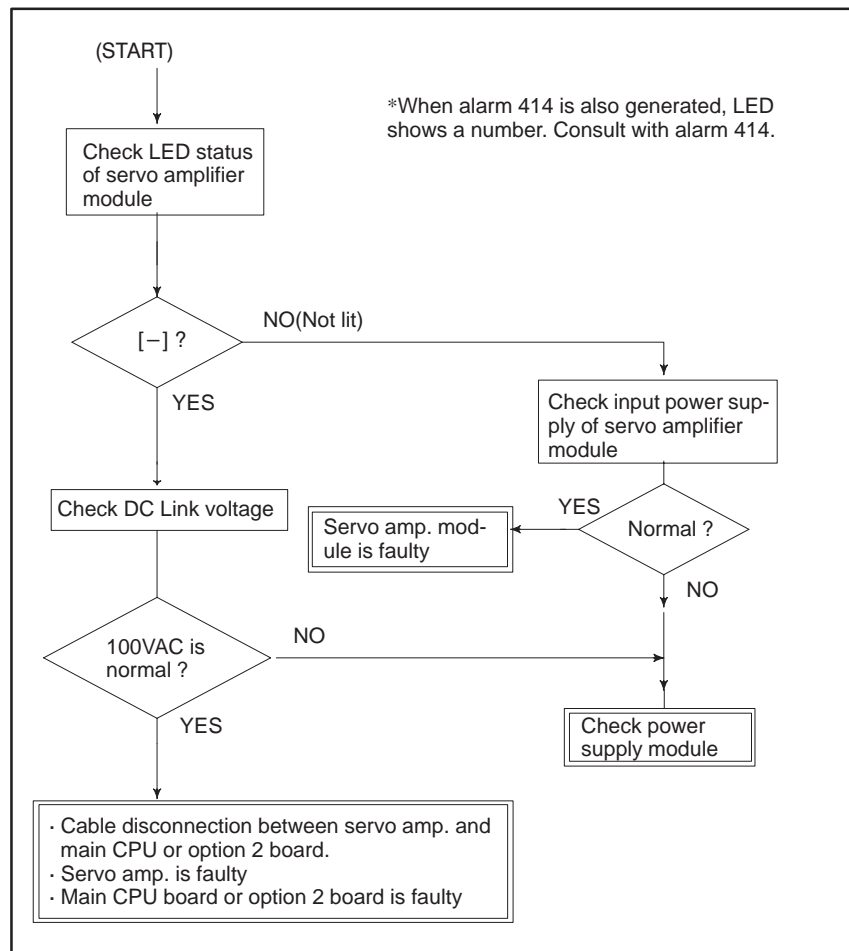 (START)
*When alarm 414 is also generated, LED
shows a number. Consult with alarm 414.
Check LED status
of servo amplifier
module
[−] ?
NO(Not lit)
YES
Check input power sup-
ply of servo amplifier
module
Check DC Link voltage
Servo amp. mod-
ule is faulty
YES
Normal ?
NO
100VAC is
normal ?
NO
YES
Check power
supply module
· Cable disconnection between servo amp. and
main CPU or option 2 board.
· Servo amp. is faulty
· Main CPU board or option 2 board is faulty